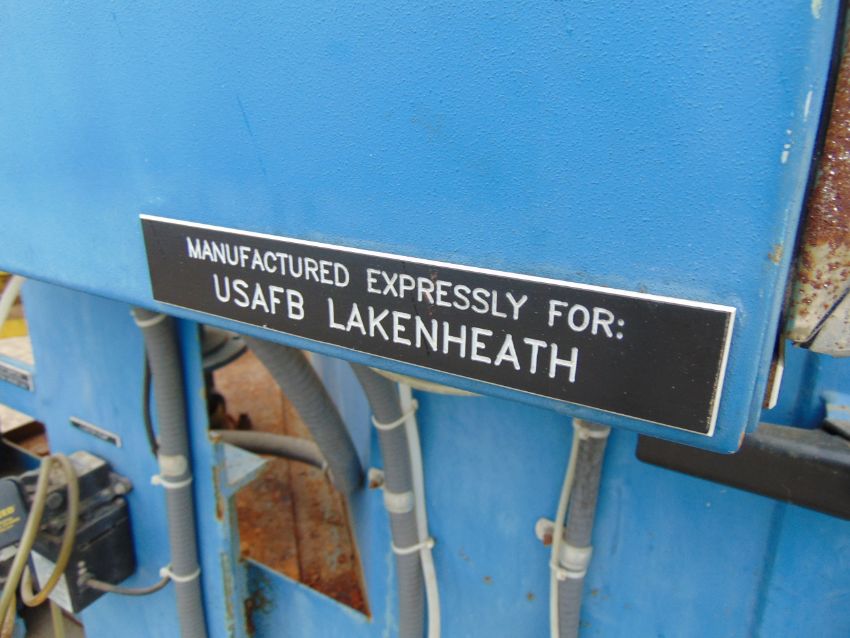 MANUFACTURED EXPRESSLY FOR:
USAFB LAKENHEATH